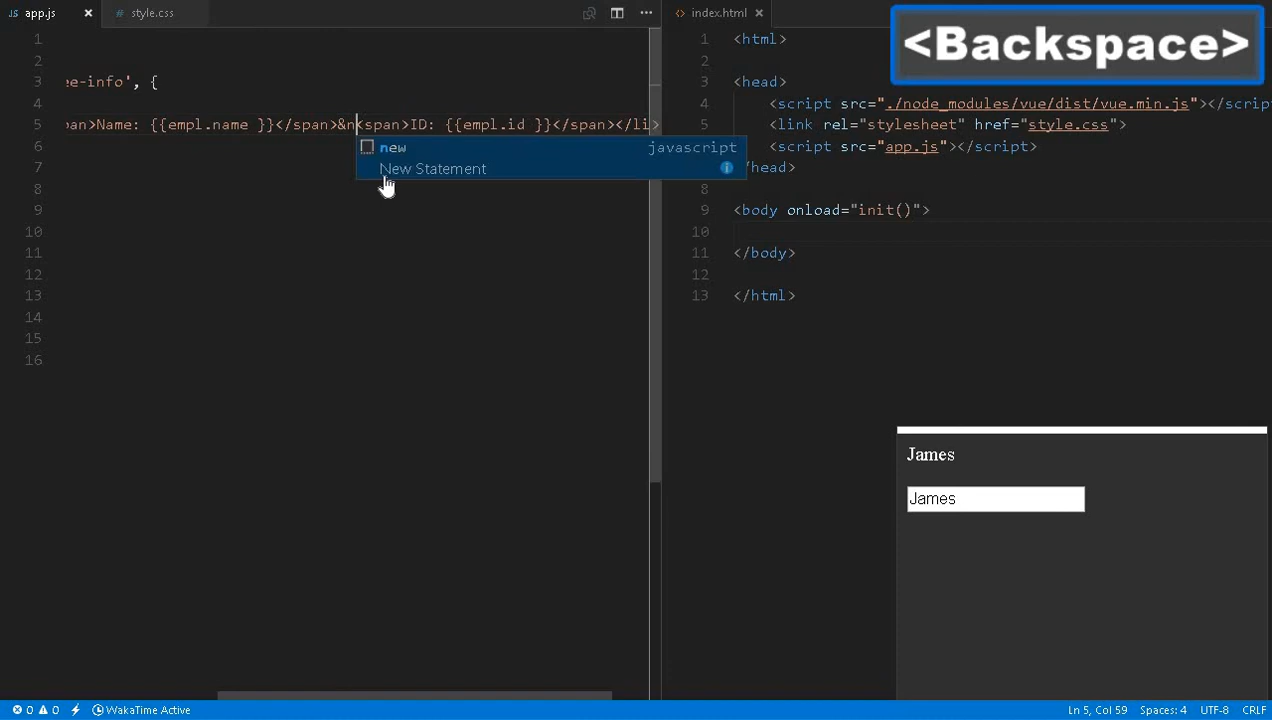 app.js
style.css
index.html
<Backspace>
1
2
3 ee-info', {
4
5 pan>Name: {{empl.name }}</span>&n<span>ID: {{empl.id }}</span></li>
new javascript
New Statement
6
7
8
9
10
11
12
13
14
15
16
1 <html>
2
3 <head>
4 <script src="./node_modules/vue/dist/vue.min.js"></scrip
5 <link rel="stylesheet" href="style.css">
6 <script src="app.js"></script>
/head>
8
9 <body onload="init()">
10
11 </body>
12
13 </html>
James
James
0 0 WakaTime Active
Ln 5, Col 59 Spaces: 4 UTF-8 CRLF